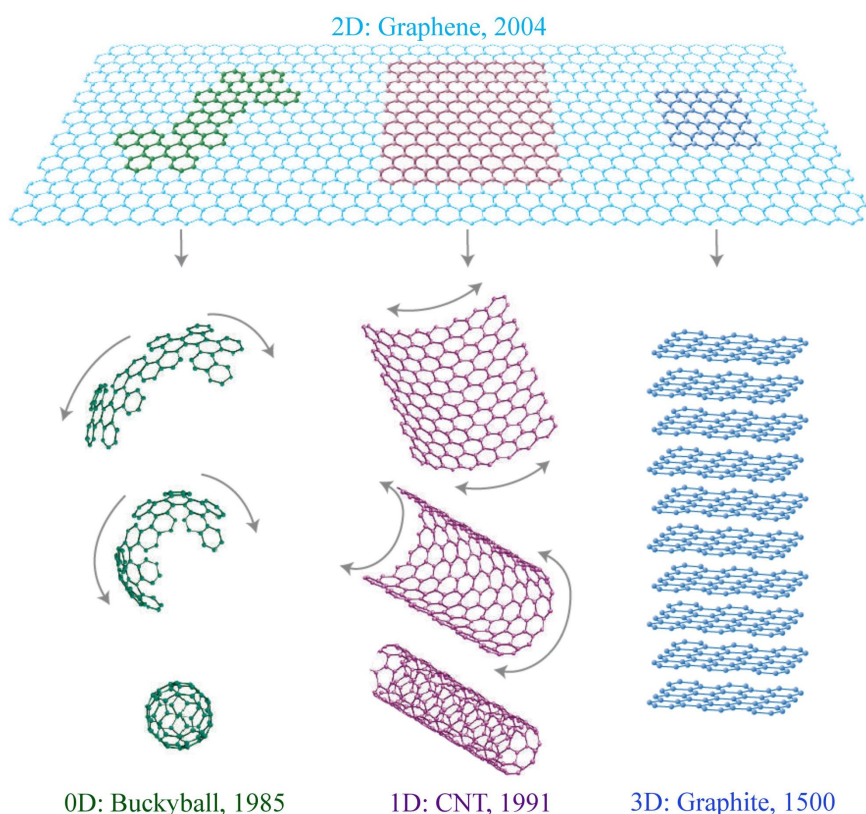 2D: Graphene, 2004
0D: Buckyball, 1985
1D: CNT, 1991
3D: Graphite, 1500